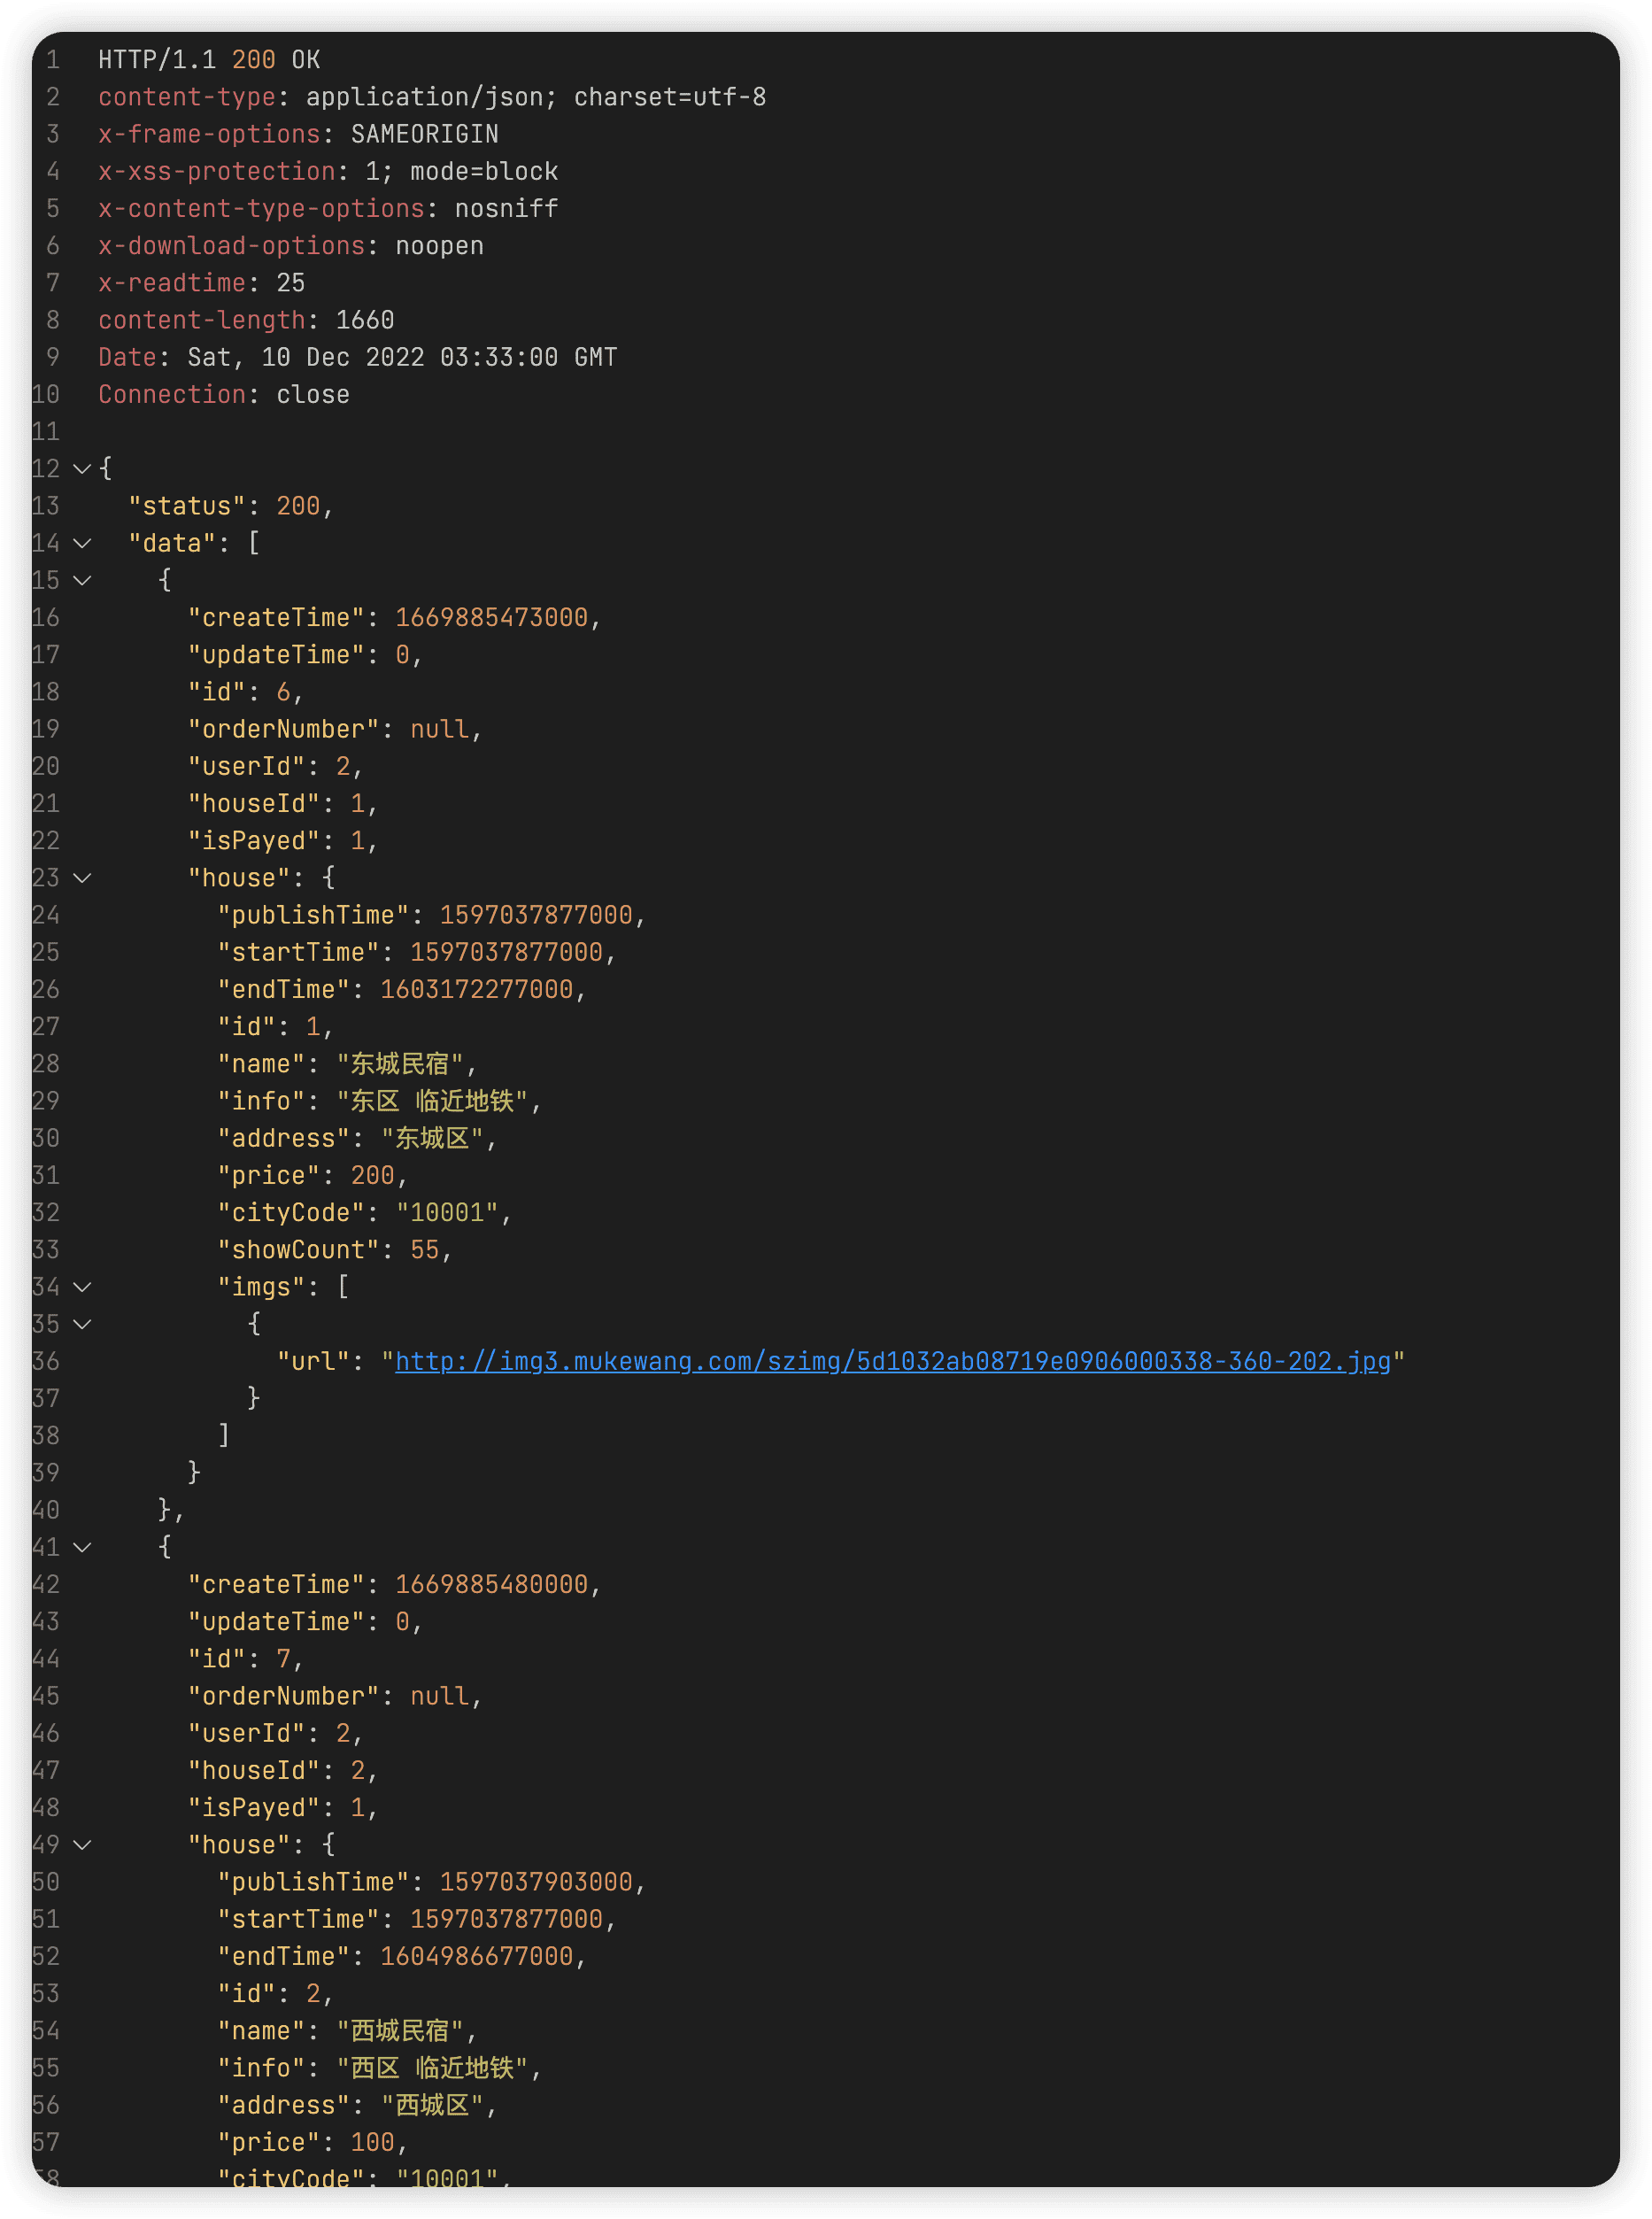 1 HTTP/1.1 200 OK
2 content-type: application/json; charset=utf-8
3 x-frame-options: SAMEORIGIN
4 x-xss-protection: 1; mode=block
5 x-content-type-options: nosniff
6 x-download-options: noopen
7 x-readtime: 25
8 content-length: 1660
9 Date: Sat, 10 Dec 2022 03:33:00 GMT
10 Connection: close
11
12 {
13   "status": 200,
14   "data": [
15     {
16       "createTime": 1669885473000,
17       "updateTime": 0,
18       "id": 6,
19       "orderNumber": null,
20       "userId": 2,
21       "houseId": 1,
22       "isPayed": 1,
23       "house": {
24         "publishTime": 1597037877000,
25         "startTime": 1597037877000,
26         "endTime": 1603172277000,
27         "id": 1,
28         "name": "东城民宿",
29         "info": "东区 临近地铁",
30         "address": "东城区",
31         "price": 200,
32         "cityCode": "10001",
33         "showCount": 55,
34         "imgs": [
35           {
36             "url": "http://img3.mukewang.com/szimg/5d1032ab08719e0906000338-360-202.jpg"
37           }
38         ]
39       }
40     },
41     {
42       "createTime": 1669885480000,
43       "updateTime": 0,
44       "id": 7,
45       "orderNumber": null,
46       "userId": 2,
47       "houseId": 2,
48       "isPayed": 1,
49       "house": {
50         "publishTime": 1597037903000,
51         "startTime": 1597037877000,
52         "endTime": 1604986677000,
53         "id": 2,
54         "name": "西城民宿",
55         "info": "西区 临近地铁",
56         "address": "西城区",
57         "price": 100,
58         "cityCode": "10001",